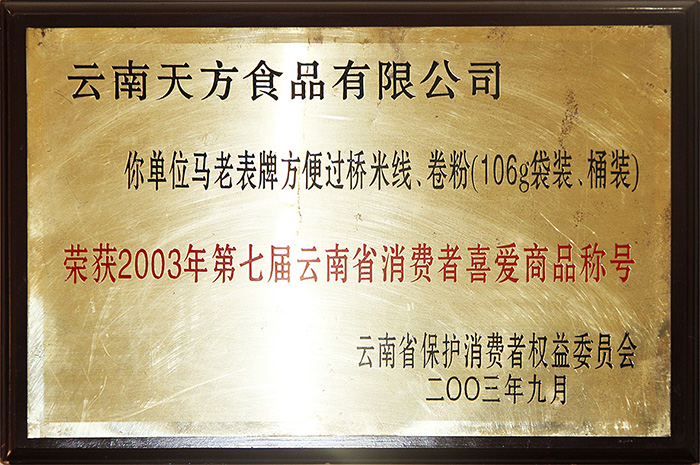 云南天方食品有限公司
你单位马老表牌方便过桥米线、卷粉(106g袋装、桶装)
荣获2003年第七届云南省消费者喜爱商品称号
云南省保护消费者权益委员会
二〇〇三年九月